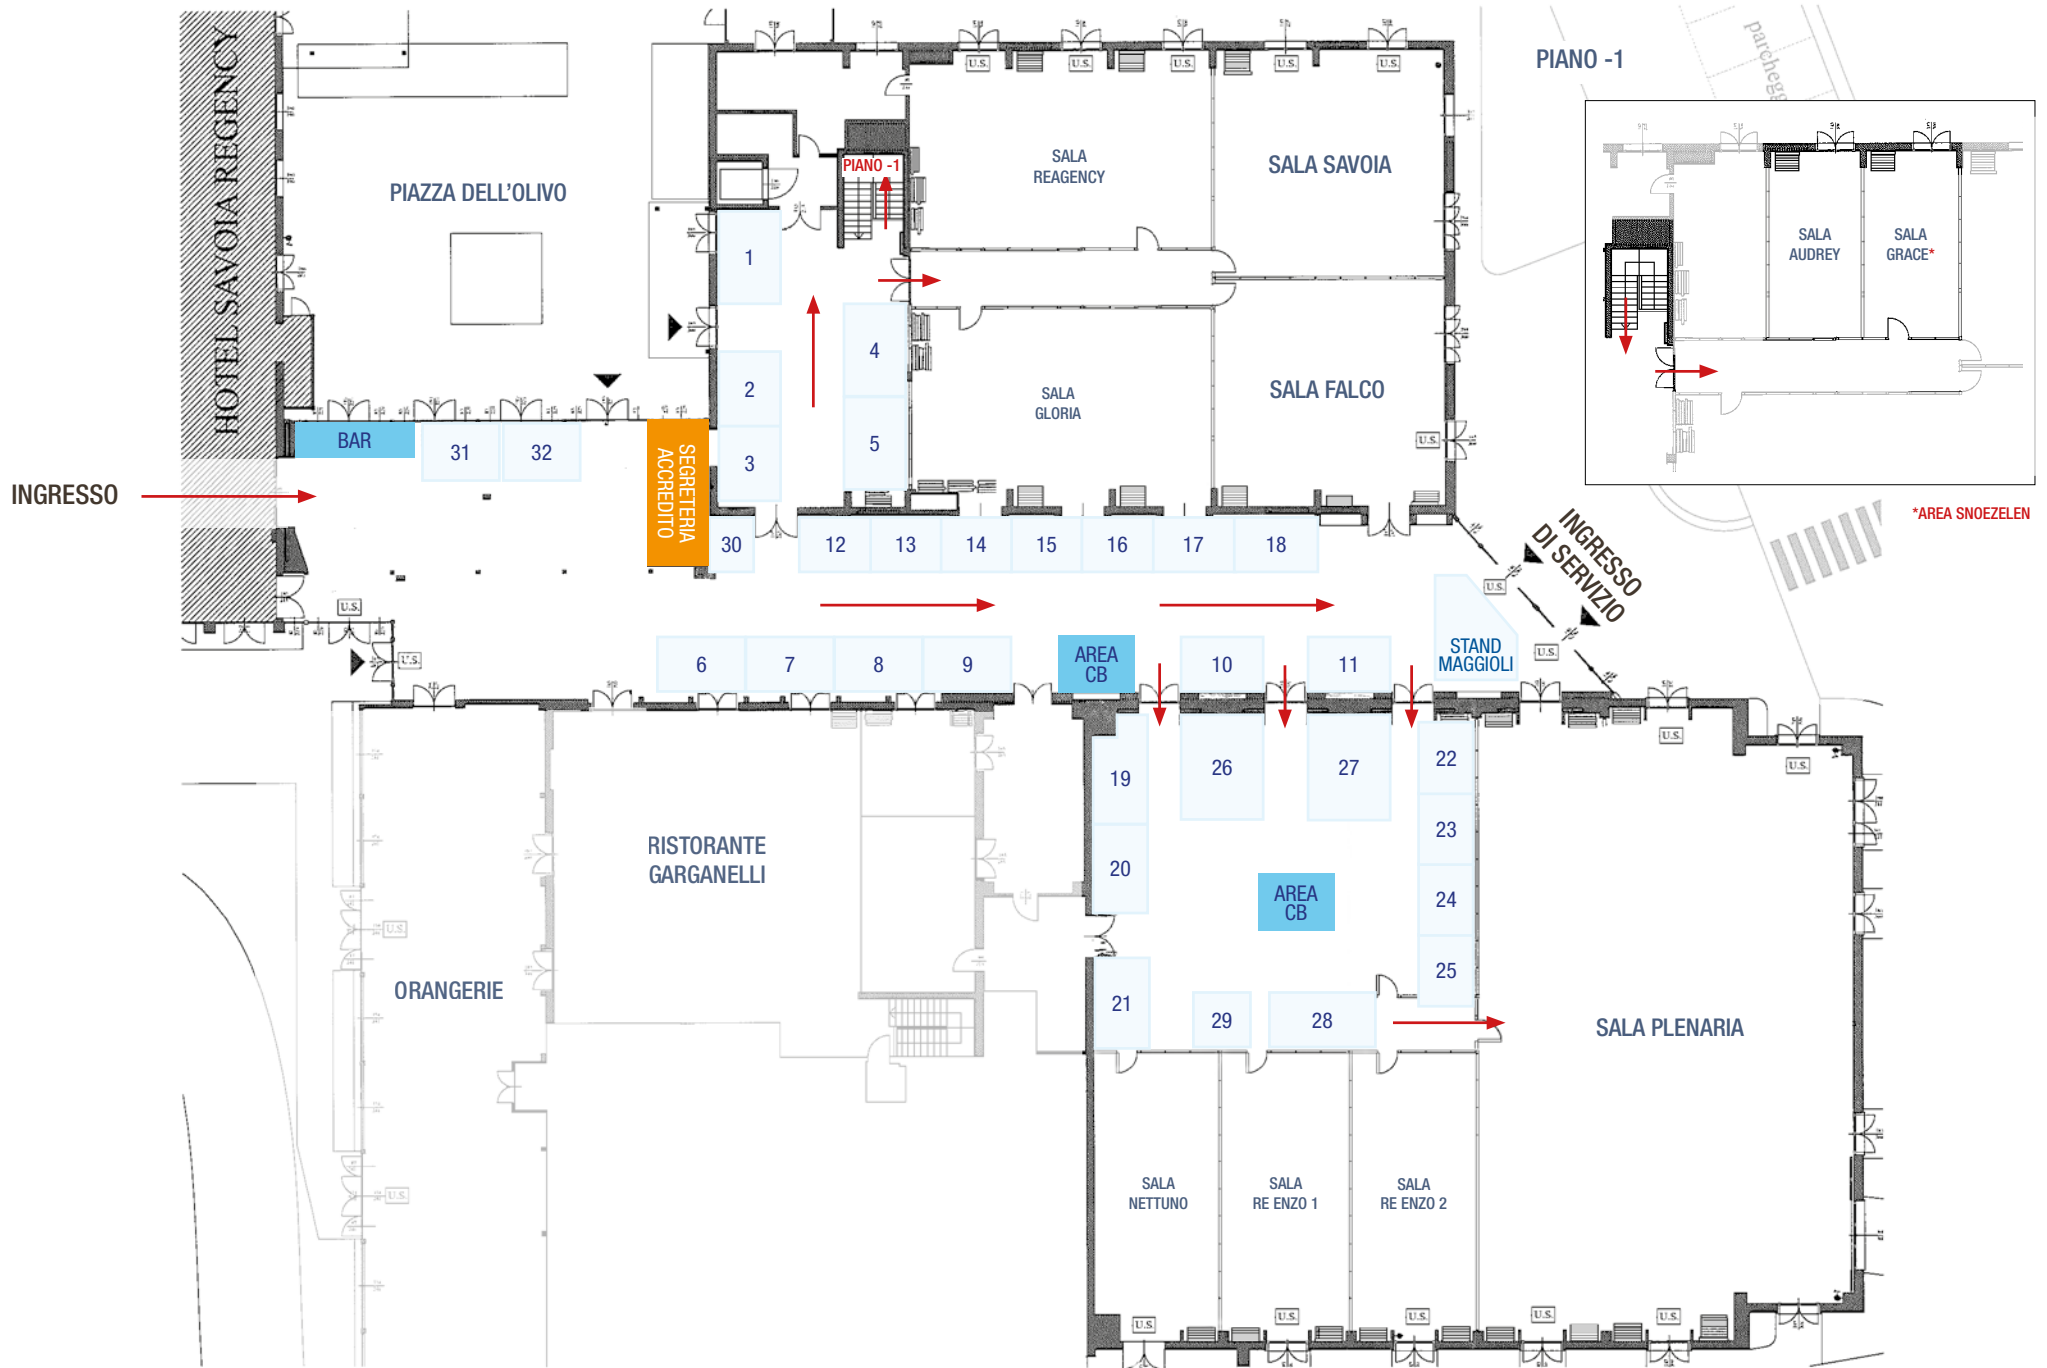 HOTEL SAVOIA REGENCY
PIAZZA DELL'OLIVO
PIANO -1
SALA
REAGENCY
SALA SAVOIA
PIANO -1
parchegg
SALA
AUDREY
SALA
GRACE*
*AREA SNOEZELEN
U.S.
U.S.
U.S.
U.S.
U.S.
1
2
3
4
5
SALA
GLORIA
SALA FALCO
U.S.
BAR
31
32
SEGRETERIA
ACCREDITO
INGRESSO
30
12
13
14
15
16
17
18
INGRESSO
DI SERVIZIO
U.S.
U.S.
U.S.
U.S.
6
7
8
9
AREA
CB
10
11
STAND
MAGGIOLI
U.S.
U.S.
19
20
21
26
27
22
23
24
25
AREA
CB
29
28
RISTORANTE
GARGANELLI
ORANGERIE
U.S.
U.S.
SALA PLENARIA
SALA
NETTUNO
SALA
RE ENZO 1
SALA
RE ENZO 2
U.S.
U.S.
U.S.
U.S.
U.S.